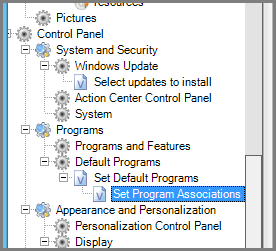 resources
Pictures
Control Panel
System and Security
Windows Update
Select updates to install
Action Center Control Panel
System
Programs
Programs and Features
Default Programs
Set Default Programs
Set Program Associations
Appearance and Personalization
Personalization Control Panel
Display